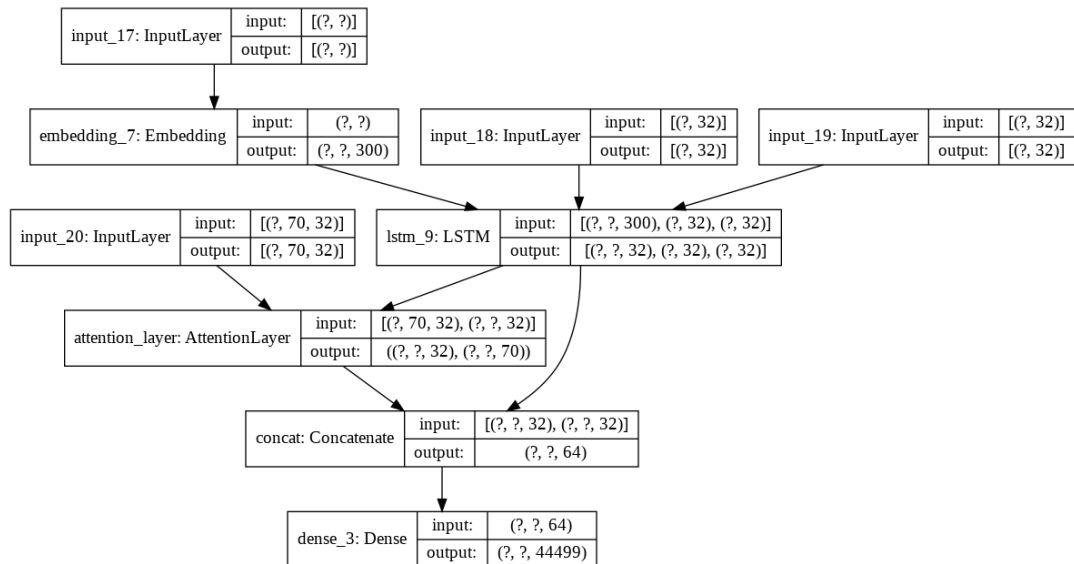 input_17: InputLayer
input: [(?, ?)]
output: [(?, ?)]
embedding_7: Embedding
input: (?, ?)
output: (?, ?, 300)
input_18: InputLayer
input: [(?, 32)]
output: [(?, 32)]
input_19: InputLayer
input: [(?, 32)]
output: [(?, 32)]
input_20: InputLayer
input: [(?, 70, 32)]
output: [(?, 70, 32)]
lstm_9: LSTM
input: [(?, ?, 300), (?, 32), (?, 32)]
output: [(?, ?, 32), (?, 32), (?, 32)]
attention_layer: AttentionLayer
input: [(?, 70, 32), (?, ?, 32)]
output: ((?, ?, 32), (?, ?, 70))
concat: Concatenate
input: [(?, ?, 32), (?, ?, 32)]
output: (?, ?, 64)
dense_3: Dense
input: (?, ?, 64)
output: (?, ?, 44499)